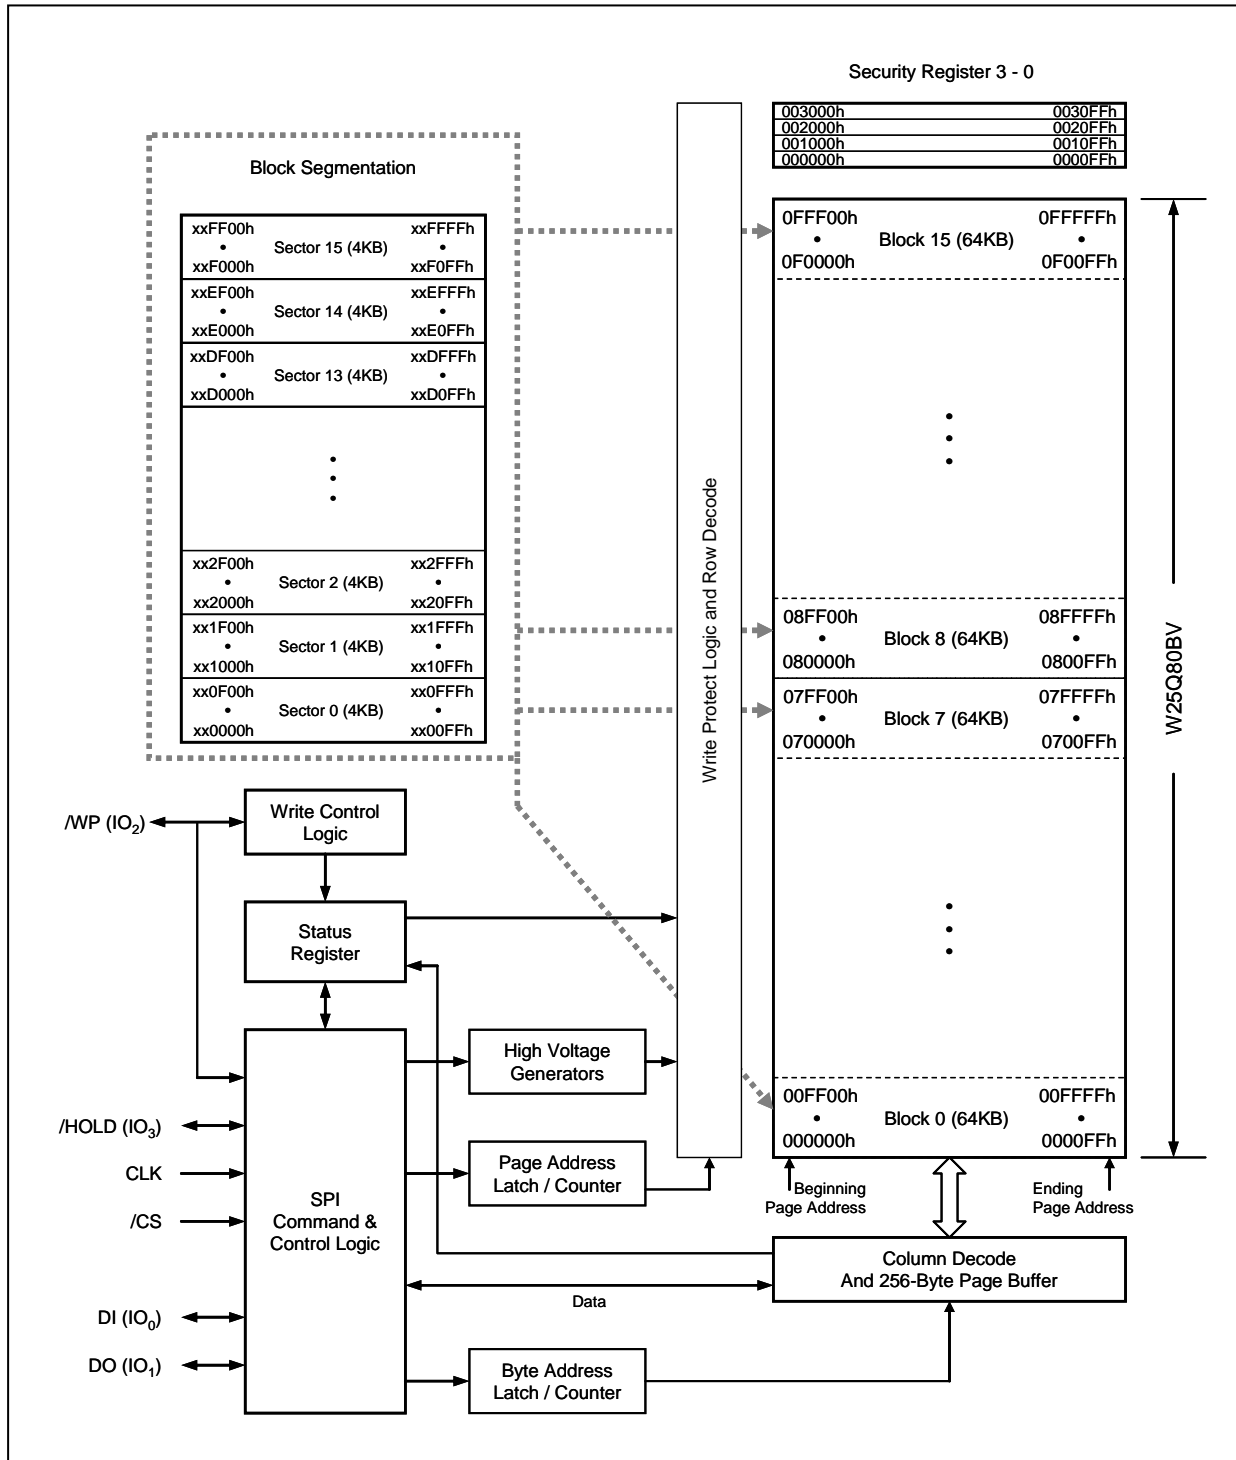 Security Register 3 - 0
003000h 0030FFh
002000h 0020FFh
001000h 0010FFh
000000h 0000FFh
Block Segmentation
xxFF00h xxFFFFh
• Sector 15 (4KB) •
xxF000h xxF0FFh
xxEF00h xxEFFFh
• Sector 14 (4KB) •
xxE000h xxE0FFh
xxDF00h xxDFFFh
• Sector 13 (4KB) •
xxD000h xxD0FFh
xx2F00h xx2FFFh
• Sector 2 (4KB) •
xx2000h xx20FFh
xx1F00h xx1FFFh
• Sector 1 (4KB) •
xx1000h xx10FFh
xx0F00h xx0FFFh
• Sector 0 (4KB) •
xx0000h xx00FFh
Write Protect Logic and Row Decode
0FFF00h 0FFFFFh
• Block 15 (64KB) •
0F0000h 0F00FFh
08FF00h 08FFFFh
• Block 8 (64KB) •
080000h 0800FFh
07FF00h 07FFFFh
• Block 7 (64KB) •
070000h 0700FFh
00FF00h 00FFFFh
• Block 0 (64KB) •
000000h 0000FFh
W25Q80BV
Beginning
Page Address
Ending
Page Address
/WP (IO2)
Write Control
Logic
Status
Register
High Voltage
Generators
/HOLD (IO3)
CLK
/CS
DI (IO0)
DO (IO1)
SPI
Command &
Control Logic
Page Address
Latch / Counter
Column Decode
And 256-Byte Page Buffer
Data
Byte Address
Latch / Counter